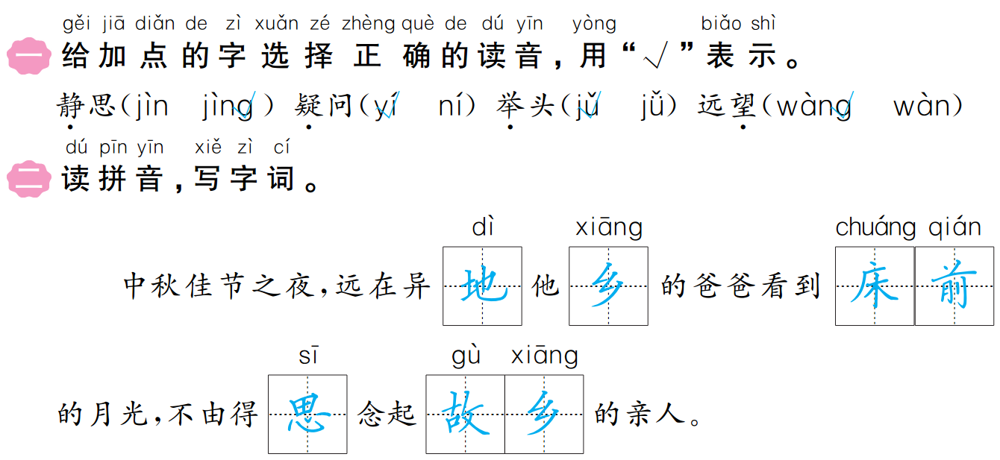 gěi jiā diǎn de zì xuǎn zé zhèng què de dú yīn yòng biǎo shì
一 给加点的字选择正确的读音，用“√”表示。
静思（jìn jìng√） 疑问（yí√ ní） 举头（jǔ√ jǚ） 远望（wàng√ wàn）
dú pīn yīn xiě zì cí
二 读拼音，写字词。
dì xiāng chuáng qián
中秋佳节之夜，远在异地他乡的爸爸看到床前
sī gù xiāng
的月光，不由得思念起故乡的亲人。